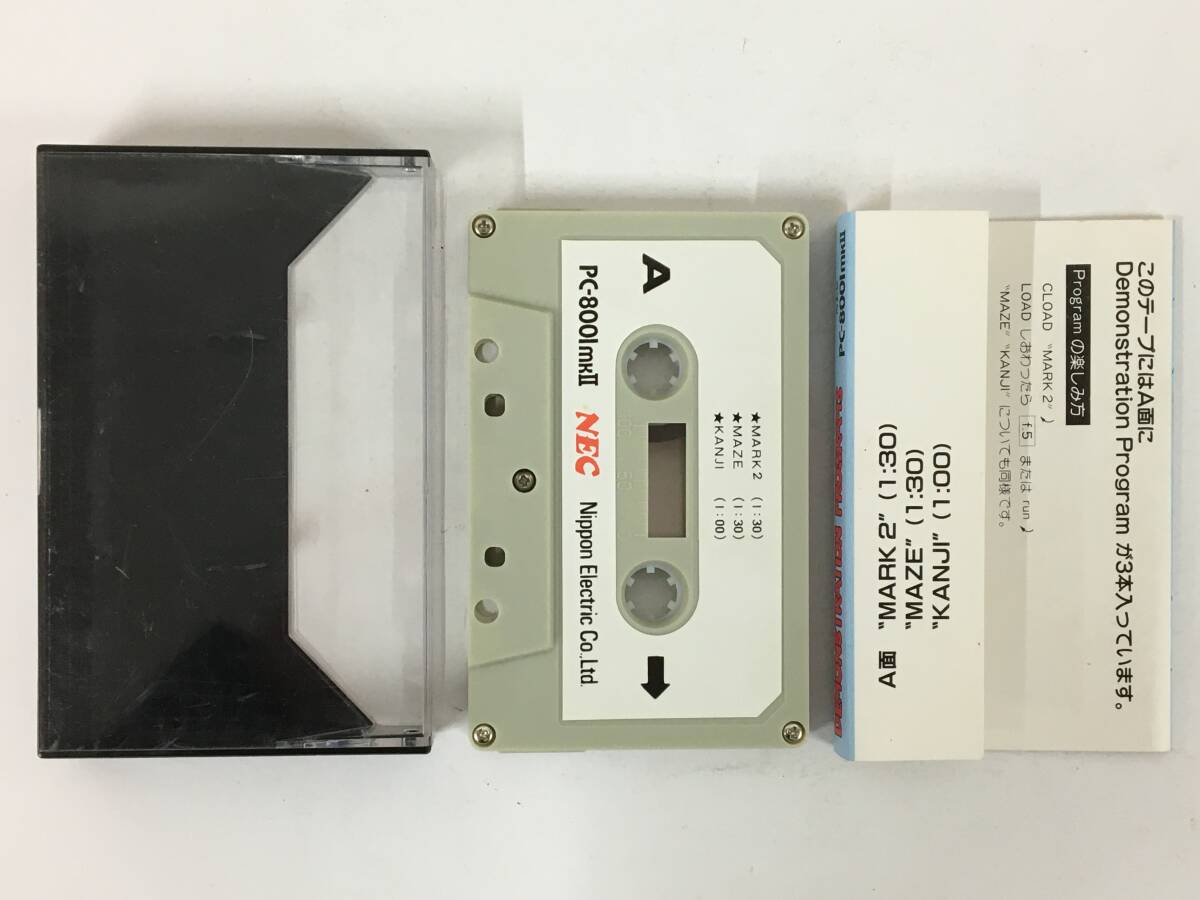 A
★MARK 2 (1:30)
★MAZE (1:30)
★KANJI (1:00)
100 50
PC-8001mkII NEC Nippon Electric Co.,Ltd.
PC-8001mkII
A面 "MARK 2" (1:30)
"MAZE" (1:30)
"KANJI" (1:00)
このテープにはA面に
Demonstration Program が3本入っています。
Program の楽しみ方
CLOAD "MARK 2" ♪
LOAD しおわったら f.5 または run ♪
"MAZE" "KANJI" についても同様です。